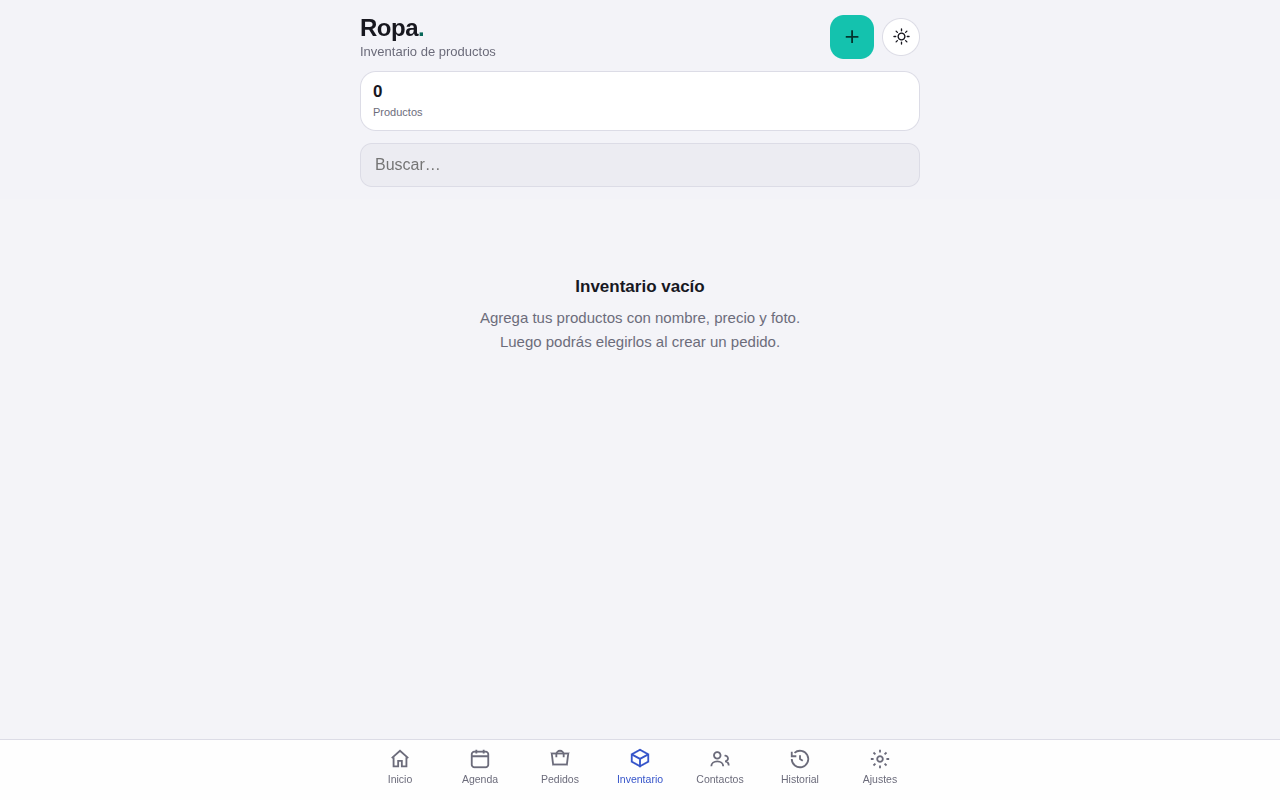 Ropa.
Inventario de productos
0
Productos
Buscar…
Inventario vacío
Agrega tus productos con nombre, precio y foto.
Luego podrás elegirlos al crear un pedido.
Inicio
Agenda
Pedidos
Inventario
Contactos
Historial
Ajustes